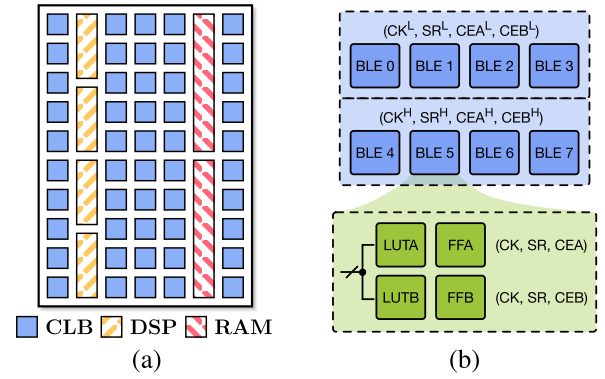 CLB DSP RAM
(a)
(CK^L, SR^L, CEA^L, CEB^L)
BLE 0 BLE 1 BLE 2 BLE 3
(CK^H, SR^H, CEA^H, CEB^H)
BLE 4 BLE 5 BLE 6 BLE 7
LUTA FFA (CK, SR, CEA)
LUTB FFB (CK, SR, CEB)
(b)